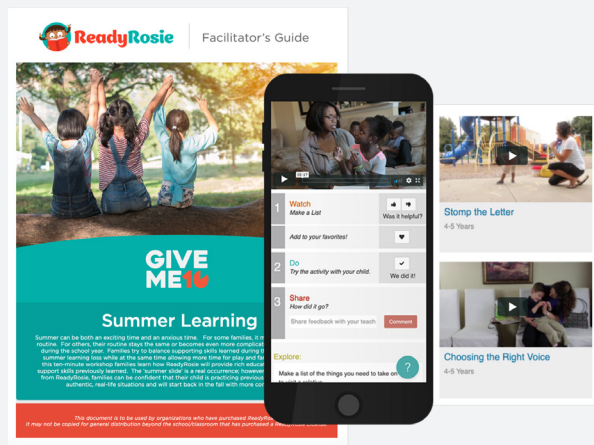 ReadyRosie
Facilitator's Guide
GIVE
ME10
Summer Learning
Summer can be both an exciting time and an anxious time. For some families, it
routine. For others, their routine stays the same or becomes even more
during the school year. Families try to balance supporting skills learned during
summer learning loss while at the same time allowing more time for play and
this ten-minute workshop families learn how ReadyRosie will provide rich
support skills previously learned. The 'summer slide' is a real occurrence;
from ReadyRosie, families can be confident that their child is practicing previous
authentic, real-life situations and will start back in the fall with more
This document is to be used by organizations who have purchased
It may not be copied for general distribution beyond the school/classroom that has purchased a ReadyRosie
1
Watch
Make a List
Was it helpful?
Add to your favorites!
2
Do
Try the activity with your child.
We did it!
3
Share
How did it go?
Share feedback with your teach
Comment
Explore:
Make a list of the things you need to take on
to visit a relative
?
Stomp the Letter
4-5 Years
Choosing the Right Voice
4-5 Years